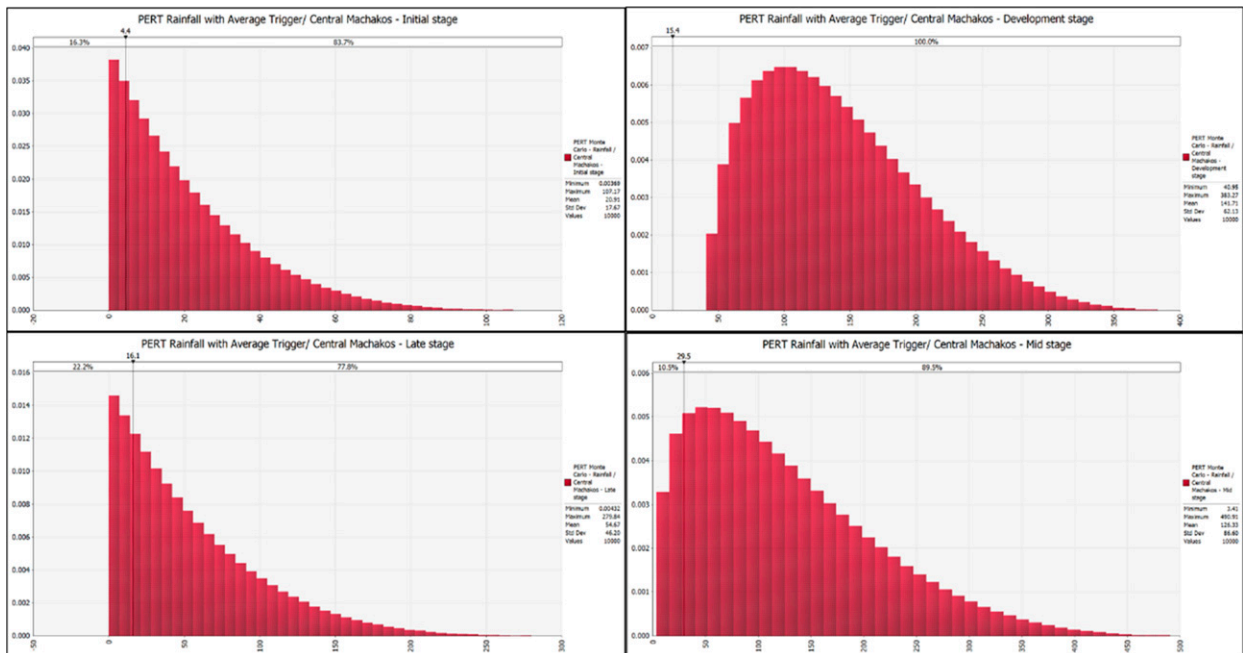 PERT Rainfall with Average Trigger/ Central Machakos - Initial stage
4.4
16.3% 83.7%
0.040
0.035
0.030
0.025
0.020
0.015
0.010
0.005
0.000
-20
0
20
40
60
80
100
120
PERT Monte
Carlo - Rainfall /
Central
Machakos -
Initial stage
Minimum 0.00369
Maximum 107.17
Mean 20.91
Std Dev 17.67
Values 10000
PERT Rainfall with Average Trigger/ Central Machakos - Development stage
15.4
100.0%
0.007
0.006
0.005
0.004
0.003
0.002
0.001
0.000
0
50
100
150
200
250
300
350
400
PERT Monte
Carlo - Rainfall /
Central
Machakos -
Development
stage
Minimum 40.95
Maximum 383.27
Mean 141.71
Std Dev 62.13
Values 10000
PERT Rainfall with Average Trigger/ Central Machakos - Late stage
16.1
22.2% 77.8%
0.016
0.014
0.012
0.010
0.008
0.006
0.004
0.002
0.000
-50
0
50
100
150
200
250
300
PERT Monte
Carlo - Rainfall /
Central
Machakos - Late
stage
Minimum 0.00432
Maximum 279.84
Mean 54.67
Std Dev 46.20
Values 10000
PERT Rainfall with Average Trigger/ Central Machakos - Mid stage
29.5
10.5% 89.5%
0.006
0.005
0.004
0.003
0.002
0.001
0.000
0
50
100
150
200
250
300
350
400
450
500
PERT Monte
Carlo - Rainfall /
Central
Machakos - Mid
stage
Minimum 3.41
Maximum 490.91
Mean 126.33
Std Dev 86.60
Values 10000